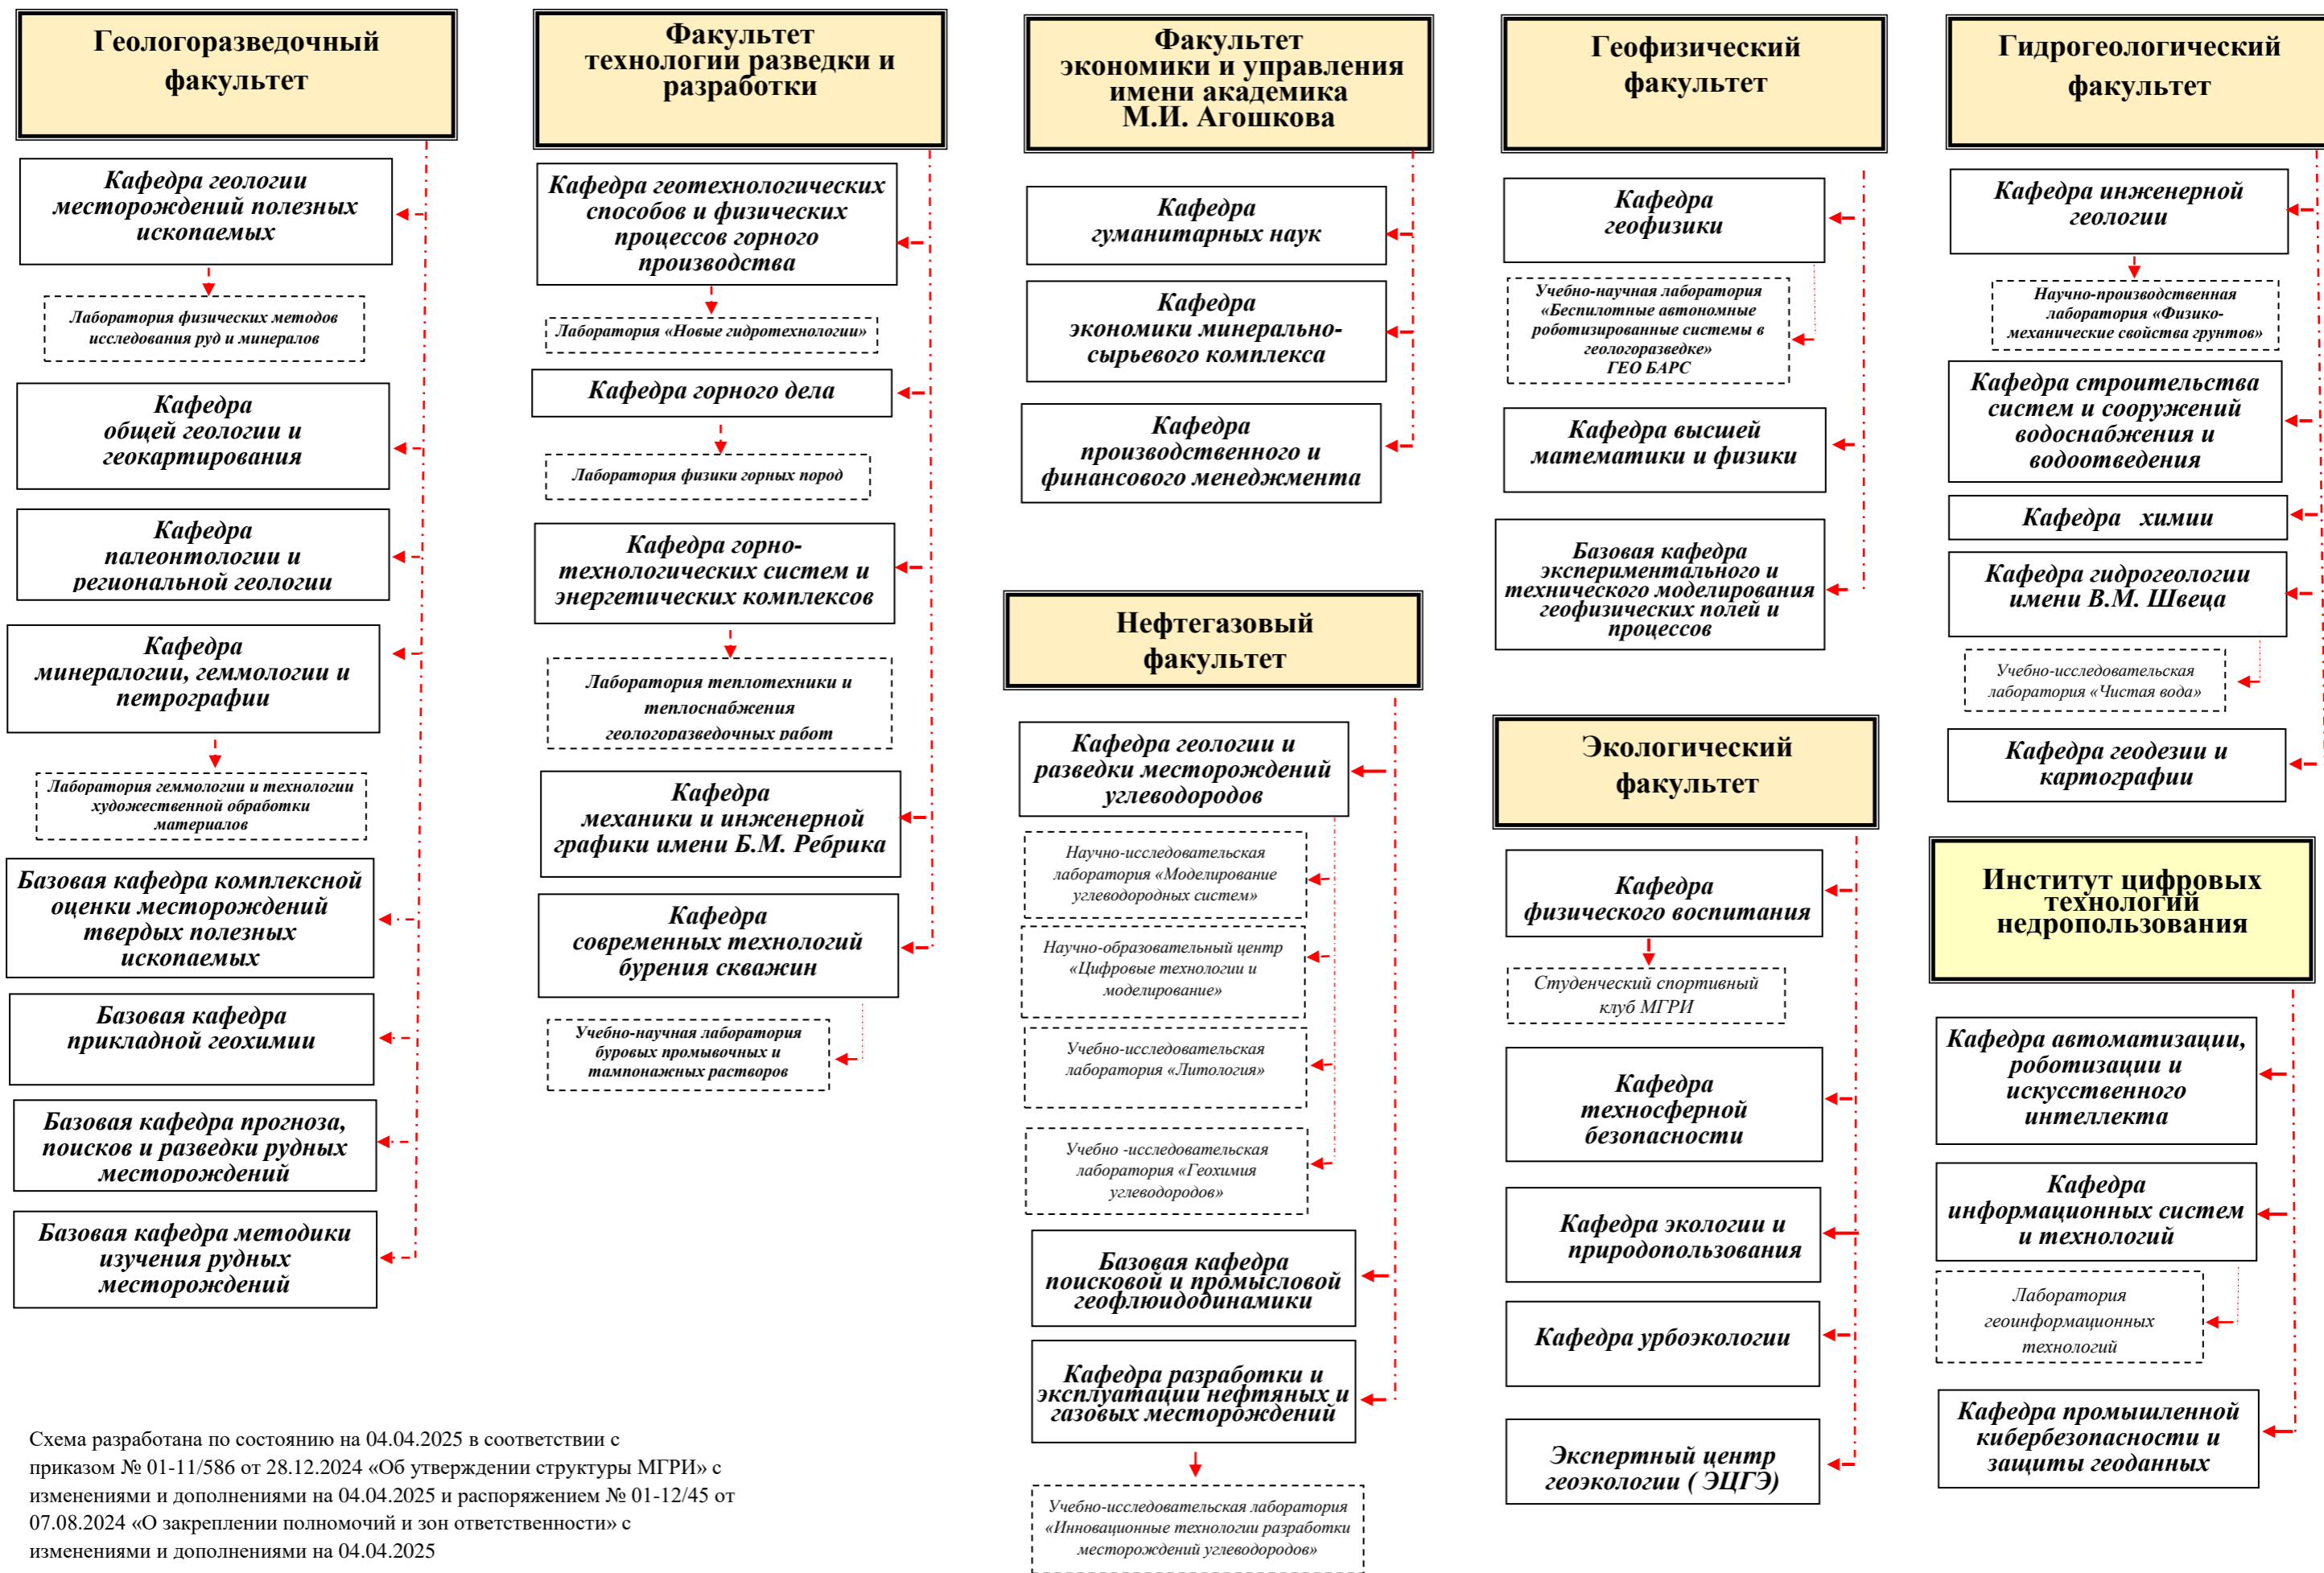 Геологоразведочный
факультет
Кафедра геологии
месторождений полезных
ископаемых
Лаборатория физических методов
исследования руд и минералов
Кафедра
общей геологии и
геокартирования
Кафедра
палеонтологии и
региональной геологии
Кафедра
минералогии, геммологии и
петрографии
Лаборатория геммологии и технологии
художественной обработки
материалов
Базовая кафедра комплексной
оценки месторождений
твердых полезных
ископаемых
Базовая кафедра
прикладной геохимии
Базовая кафедра прогноза,
поисков и разведки рудных
месторождений
Базовая кафедра методики
изучения рудных
месторождений
Факультет
технологии разведки и
разработки
Кафедра геотехнологических
способов и физических
процессов горного
производства
Лаборатория «Новые гидротехнологии»
Кафедра горного дела
Лаборатория физики горных пород
Кафедра горно-
технологических систем и
энергетических комплексов
Лаборатория теплотехники и
теплоснабжения
геологоразведочных работ
Кафедра
механики и инженерной
графики имени Б.М. Ребрика
Кафедра
современных технологий
бурения скважин
Учебно-научная лаборатория
буровых промывочных и
тампонажных растворов
Факультет
экономики и управления
имени академика
М.И. Агошкова
Кафедра
гуманитарных наук
Кафедра
экономики минерально-
сырьевого комплекса
Кафедра
производственного и
финансового менеджмента
Нефтегазовый
факультет
Кафедра геологии и
разведки месторождений
углеводородов
Научно-исследовательская
лаборатория «Моделирование
углеводородных систем»
Научно-образовательный центр
«Цифровые технологии и
моделирование»
Учебно-исследовательская
лаборатория «Литология»
Учебно -исследовательская
лаборатория «Геохимия
углеводородов»
Базовая кафедра
поисковой и промысловой
геофлюидодинамики
Кафедра разработки и
эксплуатации нефтяных и
газовых месторождений
Учебно-исследовательская лаборатория
«Инновационные технологии разработки
месторождений углеводородов»
Геофизический
факультет
Кафедра
геофизики
Учебно-научная лаборатория
«Беспилотные автономные
роботизированные системы в
геологоразведке»
ГЕО БАРС
Кафедра высшей
математики и физики
Базовая кафедра
экспериментального и
технического моделирования
геофизических полей и
процессов
Экологический
факультет
Кафедра
физического воспитания
Студенческий спортивный
клуб МГРИ
Кафедра
техносферной
безопасности
Кафедра экологии и
природопользования
Кафедра урбоэкологии
Экспертный центр
геоэкологии ( ЭЦГЭ)
Гидрогеологический
факультет
Кафедра инженерной
геологии
Научно-производственная
лаборатория «Физико-
механические свойства грунтов»
Кафедра строительства
систем и сооружений
водоснабжения и
водоотведения
Кафедра химии
Кафедра гидрогеологии
имени В.М. Швеца
Учебно-исследовательская
лаборатория «Чистая вода»
Кафедра геодезии и
картографии
Институт цифровых
технологий
недропользования
Кафедра автоматизации,
роботизации и
искусственного
интеллекта
Кафедра
информационных систем
и технологий
Лаборатория
геоинформационных
технологий
Кафедра промышленной
кибербезопасности и
защиты геоданных
Схема разработана по состоянию на 04.04.2025 в соответствии с
приказом № 01-11/586 от 28.12.2024 «Об утверждении структуры МГРИ» с
изменениями и дополнениями на 04.04.2025 и распоряжением № 01-12/45 от
07.08.2024 «О закреплении полномочий и зон ответственности» с
изменениями и дополнениями на 04.04.2025